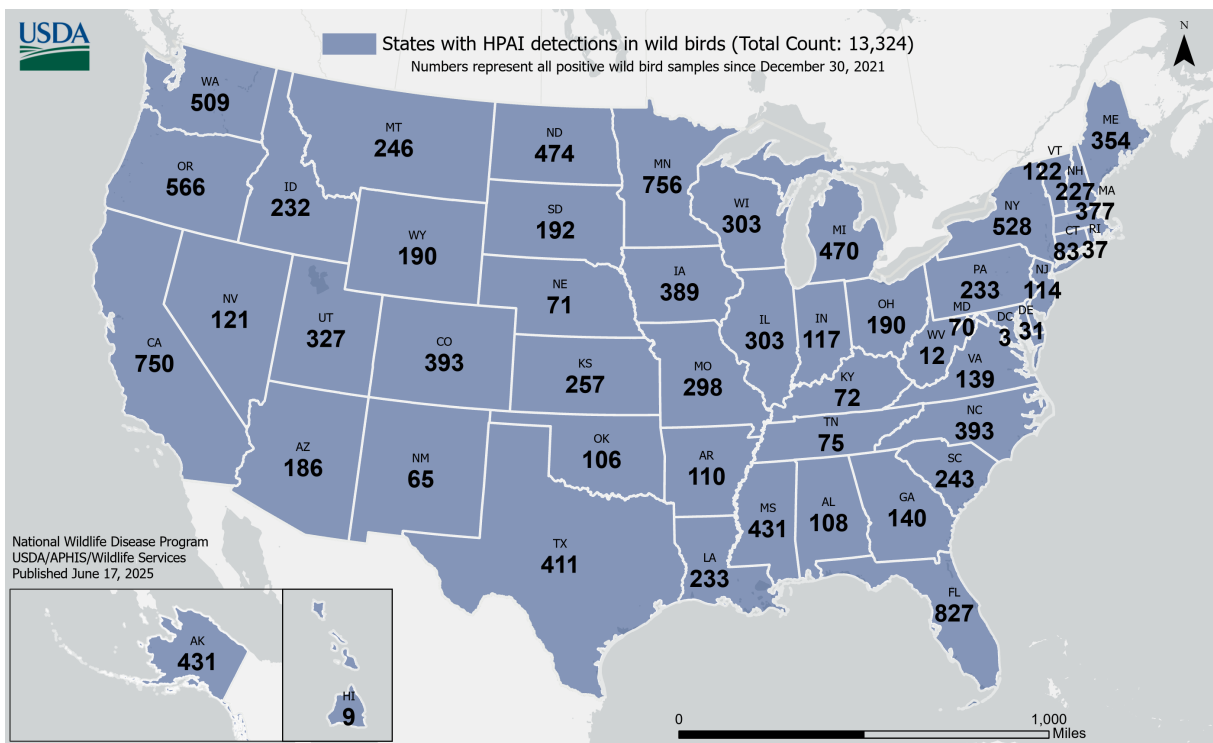 USDA
States with HPAI detections in wild birds (Total Count: 13,324)
Numbers represent all positive wild bird samples since December 30, 2021
N
WA
509
MT
246
ND
474
MN
756
ME
354
VT
122
NH
227
MA
377
OR
566
ID
232
WY
190
SD
192
WI
303
MI
470
NY
528
CT
83
RI
37
NV
121
UT
327
CO
393
NE
71
IA
389
IL
303
IN
117
OH
190
PA
233
NJ
114
MD
70
DC
3
DE
31
CA
750
KS
257
MO
298
KY
72
WV
12
VA
139
AZ
186
NM
65
OK
106
AR
110
TN
75
NC
393
SC
243
MS
431
AL
108
GA
140
TX
411
LA
233
FL
827
National Wildlife Disease Program
USDA/APHIS/Wildlife Services
Published June 17, 2025
AK
431
HI
9
0
1,000
Miles